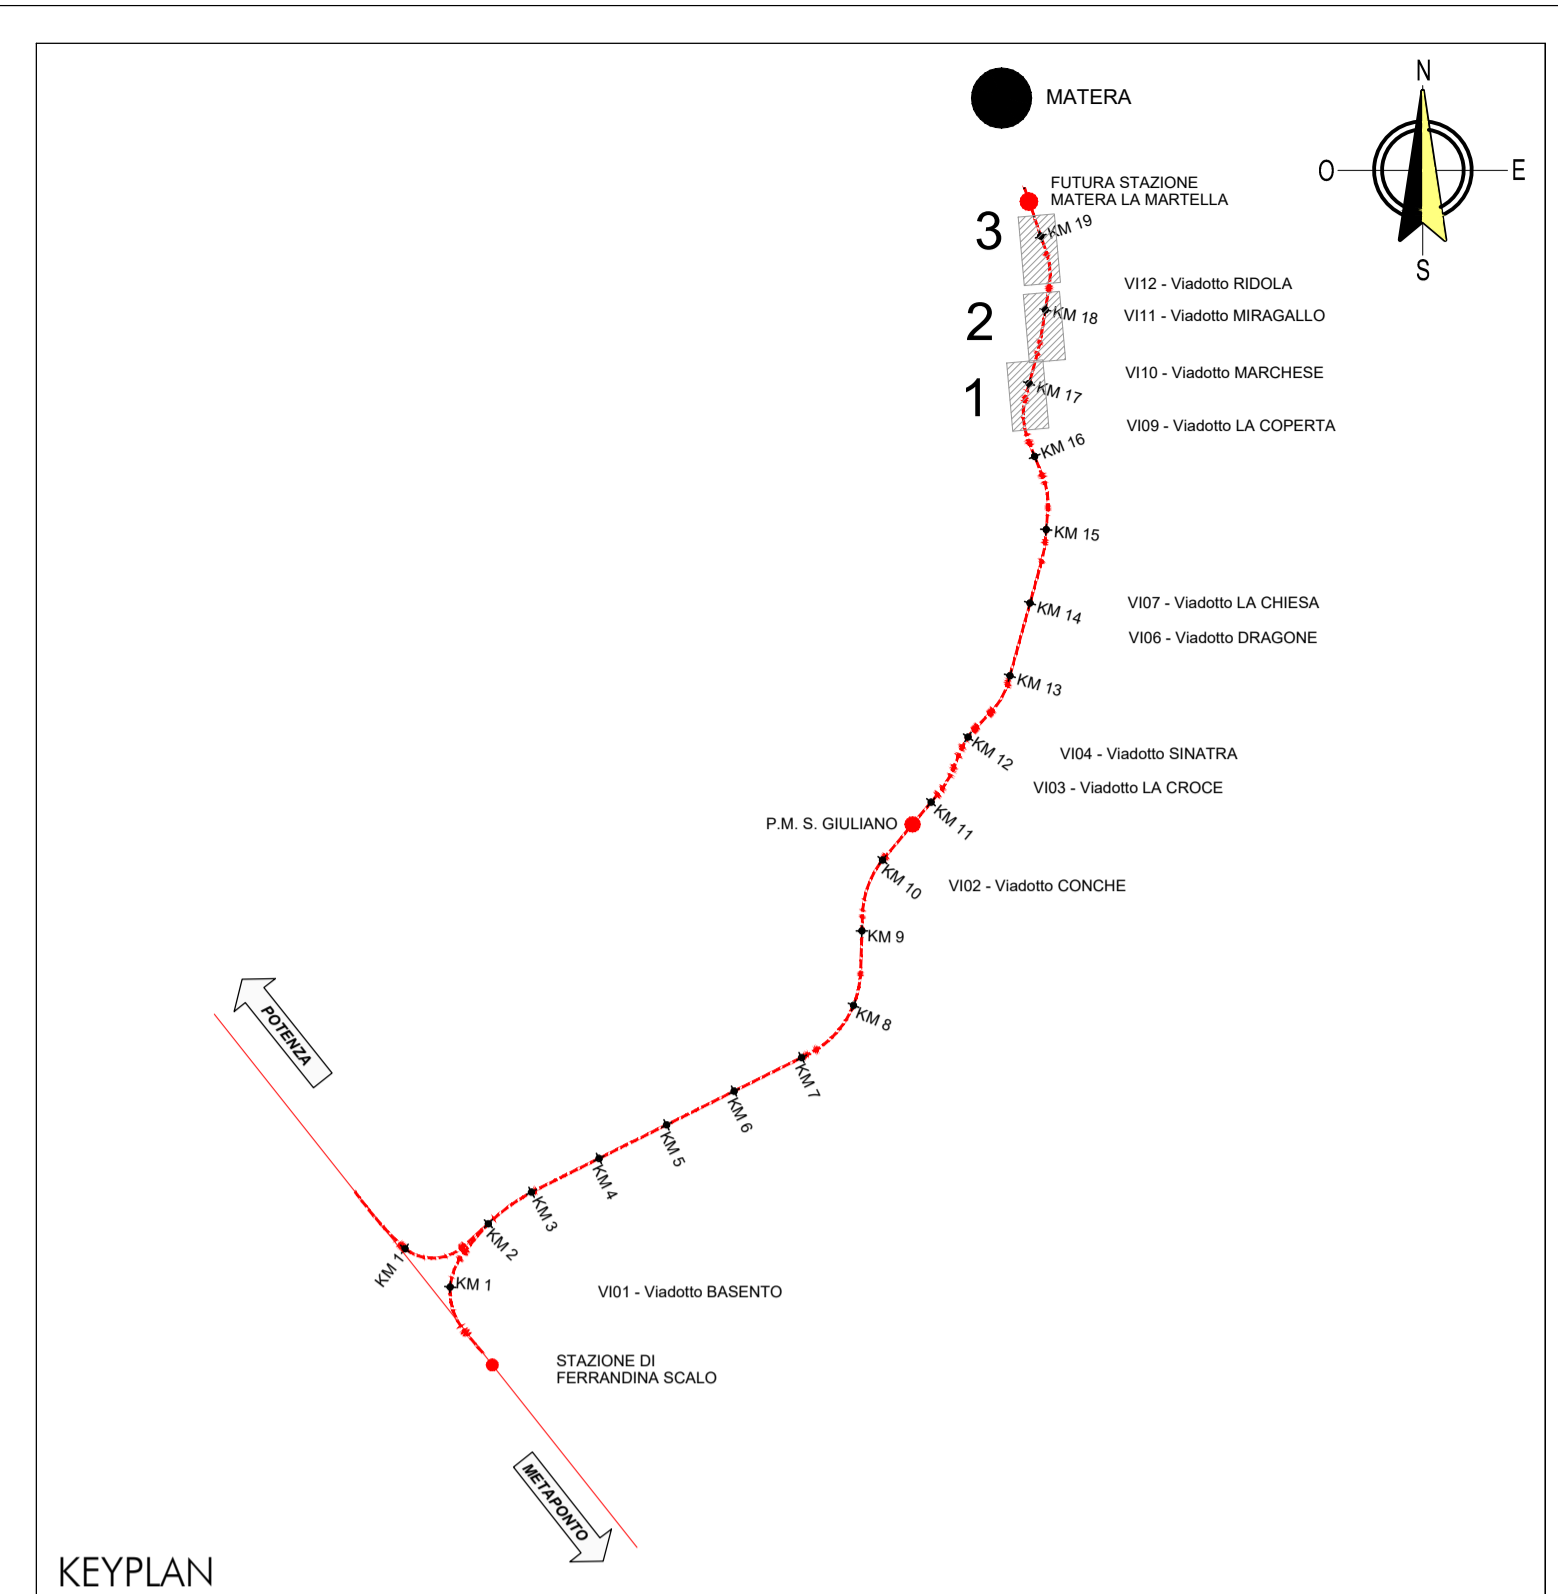 MATERA
N
O
E
S
FUTURA STAZIONE
MATERA LA MARTELLA
3
KM 19
VI12 - Viadotto RIDOLA
2
KM 18
VI11 - Viadotto MIRAGALLO
VI10 - Viadotto MARCHESE
1
KM 17
VI09 - Viadotto LA COPERTA
KM 16
KM 15
VI07 - Viadotto LA CHIESA
KM 14
VI06 - Viadotto DRAGONE
KM 13
KM 12
VI04 - Viadotto SINATRA
VI03 - Viadotto LA CROCE
P.M. S. GIULIANO
KM 11
KM 10
VI02 - Viadotto CONCHE
KM 9
KM 8
POTENZA
KM 7
KM 6
KM 5
KM 4
KM 3
KM 2
KM 1
KM 1
VI01 - Viadotto BASENTO
STAZIONE DI
FERRANDINA SCALO
METAPONTO
KEYPLAN